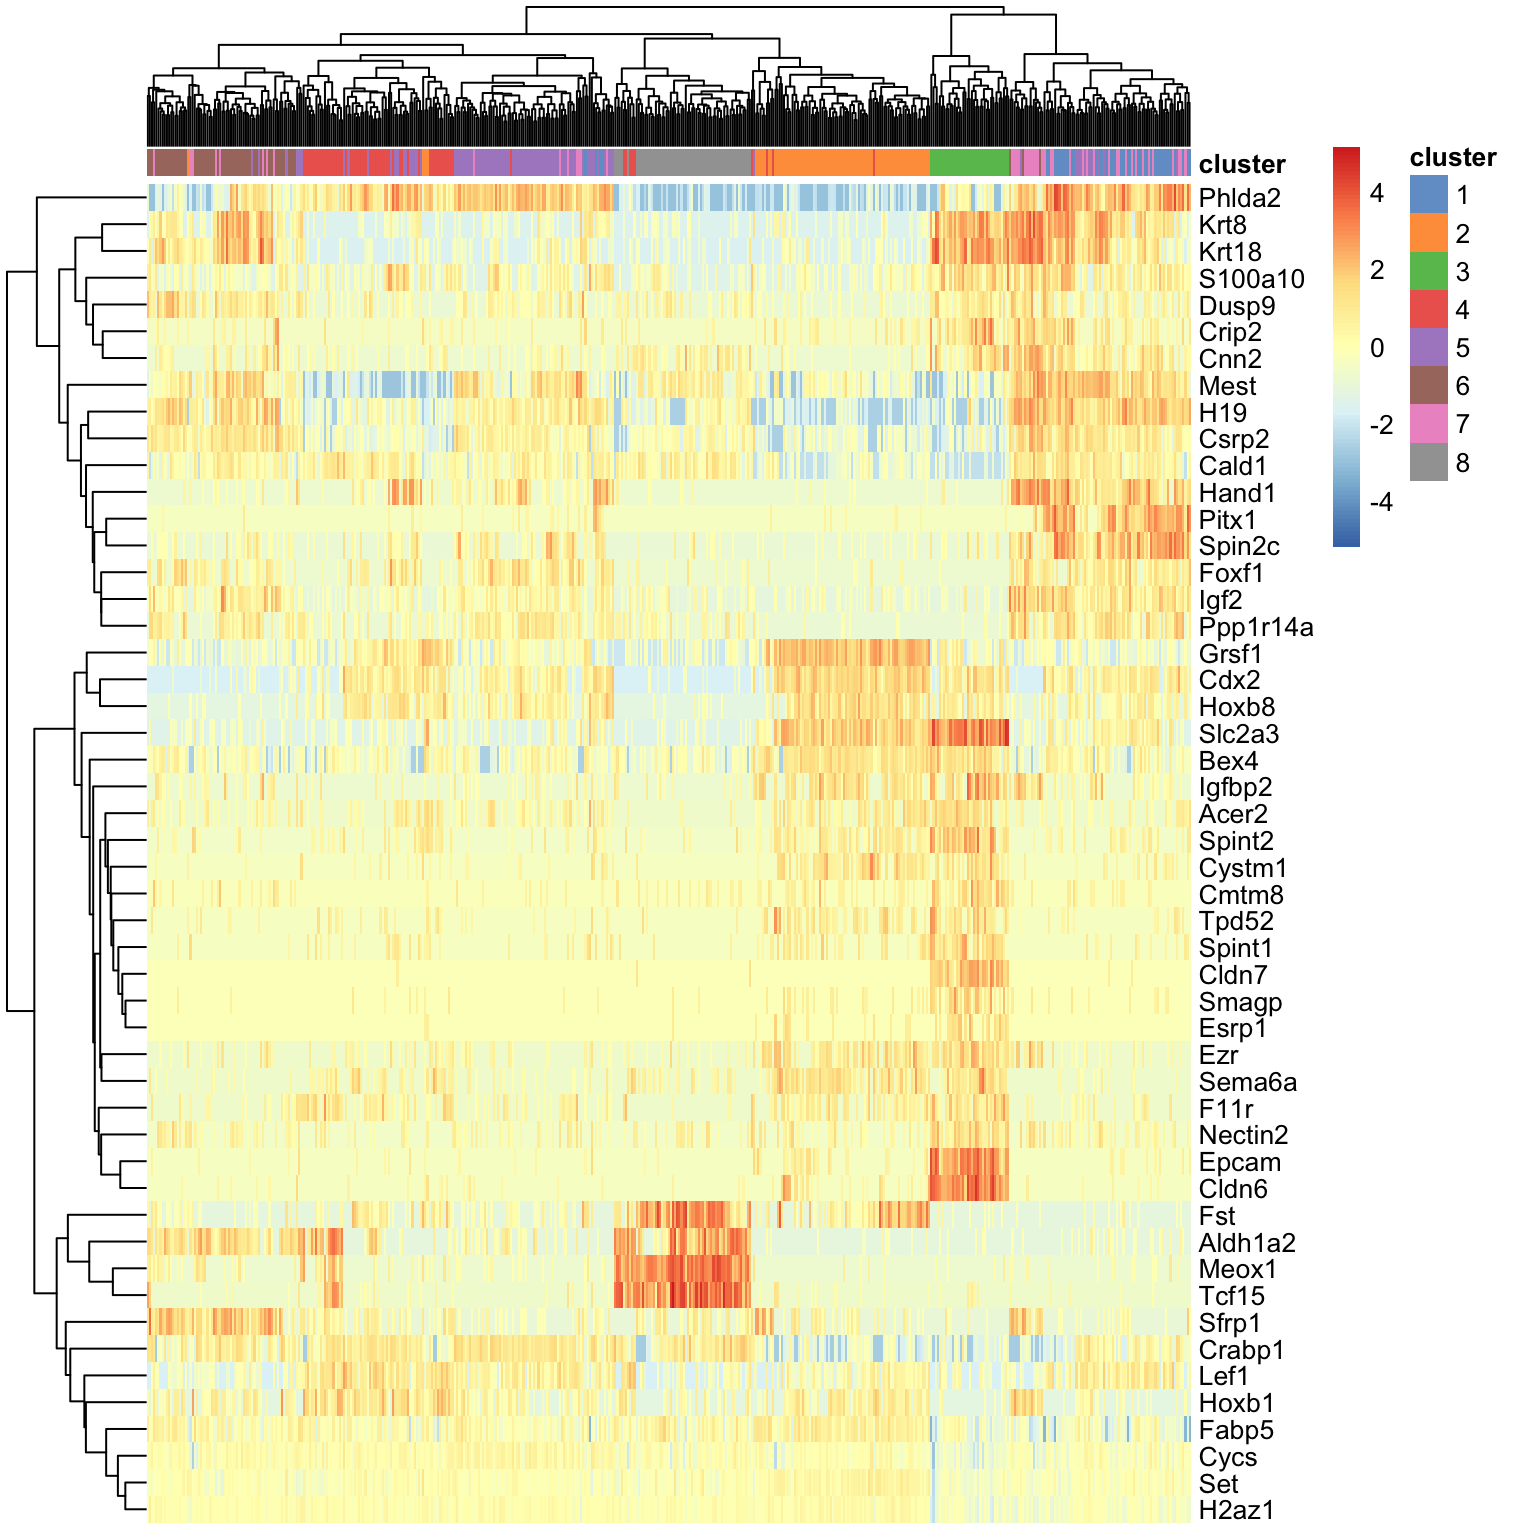 cluster
Phlda2
Krt8
Krt18
S100a10
Dusp9
Crip2
Cnn2
Mest
H19
Csrp2
Cald1
Hand1
Pitx1
Spin2c
Foxf1
Igf2
Ppp1r14a
Grsf1
Cdx2
Hoxb8
Slc2a3
Bex4
Igfbp2
Acer2
Spint2
Cystm1
Cmtm8
Tpd52
Spint1
Cldn7
Smagp
Esrp1
Ezr
Sema6a
F11r
Nectin2
Epcam
Cldn6
Fst
Aldh1a2
Meox1
Tcf15
Sfrp1
Crabp1
Lef1
Hoxb1
Fabp5
Cycs
Set
H2az1
4
2
0
-2
-4
cluster
1
2
3
4
5
6
7
8